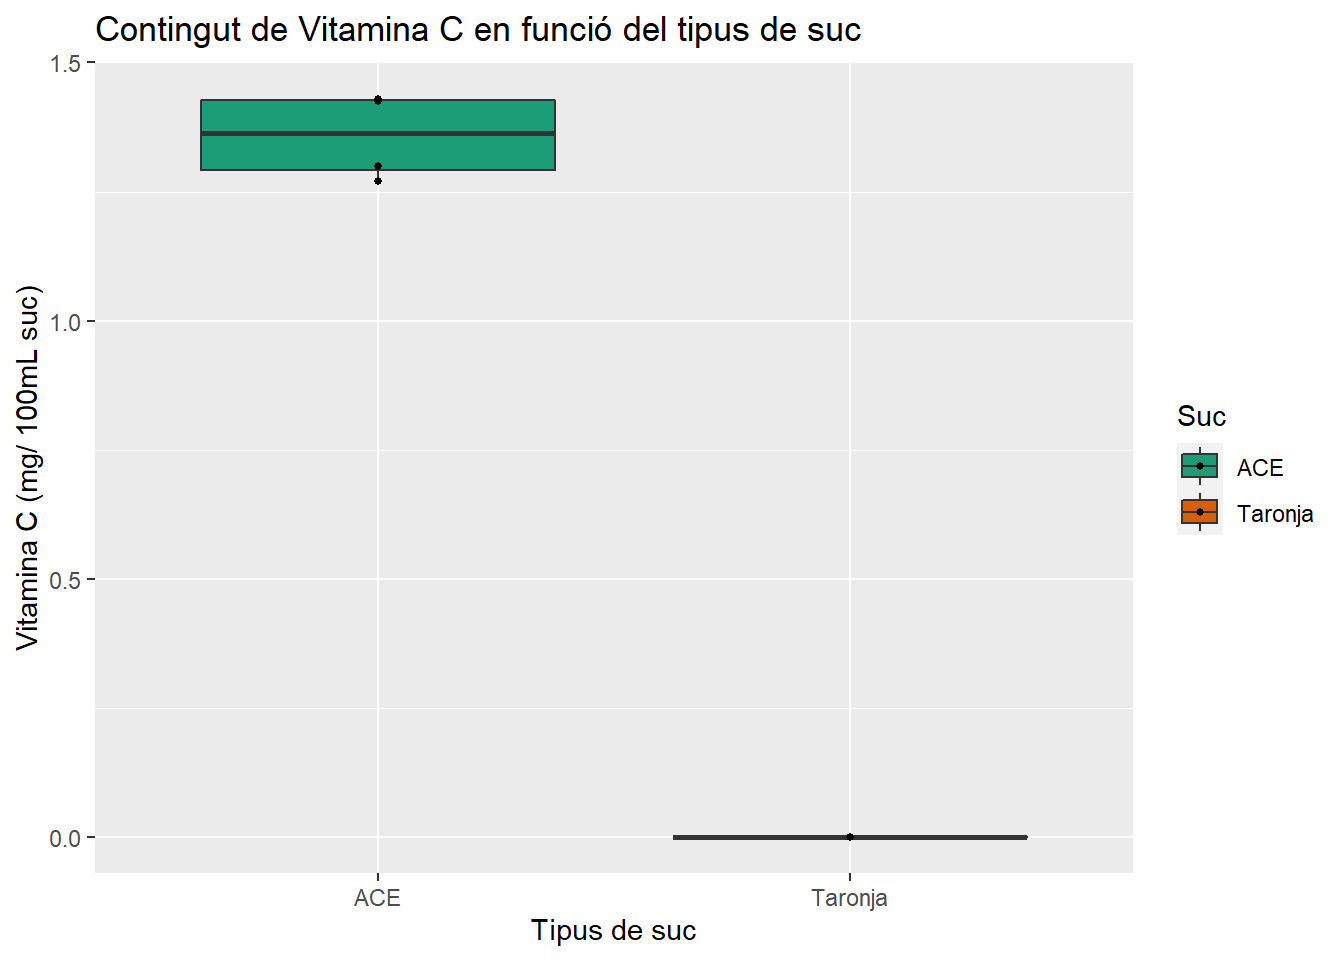 Contingut de Vitamina C en funció del tipus de suc
1.5
1.0
0.5
0.0
Vitamina C (mg/ 100mL suc)
ACE
Taronja
Tipus de suc
Suc
ACE
Taronja